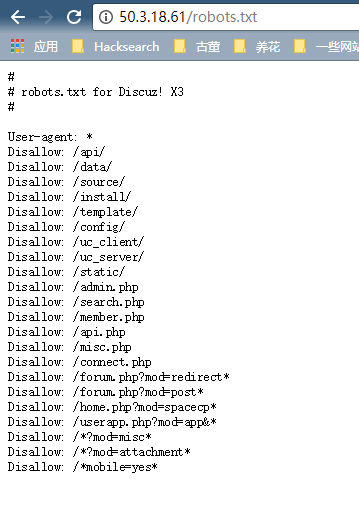 50.3.18.61/robots.txt
应用 Hacksearch 古董 养花 一些网站
#
# robots.txt for Discuz! X3
#
User-agent: *
Disallow: /api/
Disallow: /data/
Disallow: /source/
Disallow: /install/
Disallow: /template/
Disallow: /config/
Disallow: /uc_client/
Disallow: /uc_server/
Disallow: /static/
Disallow: /admin.php
Disallow: /search.php
Disallow: /member.php
Disallow: /api.php
Disallow: /misc.php
Disallow: /connect.php
Disallow: /forum.php?mod=redirect*
Disallow: /forum.php?mod=post*
Disallow: /home.php?mod=spacecp*
Disallow: /userapp.php?mod=app&*
Disallow: /*?mod=misc*
Disallow: /*?mod=attachment*
Disallow: /*mobile=yes*